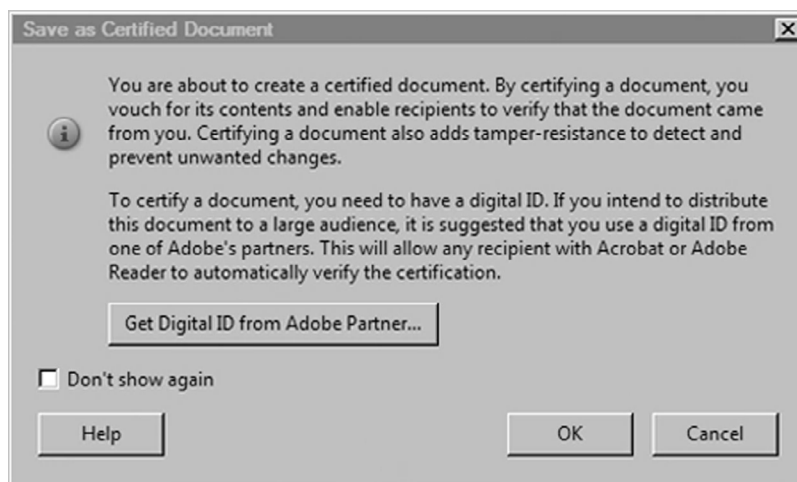 Save as Certified Document
You are about to create a certified document. By certifying a document, you
vouch for its contents and enable recipients to verify that the document came
from you. Certifying a document also adds tamper-resistance to detect and
prevent unwanted changes.
To certify a document, you need to have a digital ID. If you intend to distribute
this document to a large audience, it is suggested that you use a digital ID from
one of Adobe's partners. This will allow any recipient with Acrobat or Adobe
Reader to automatically verify the certification.
Get Digital ID from Adobe Partner...
Don't show again
Help
OK
Cancel